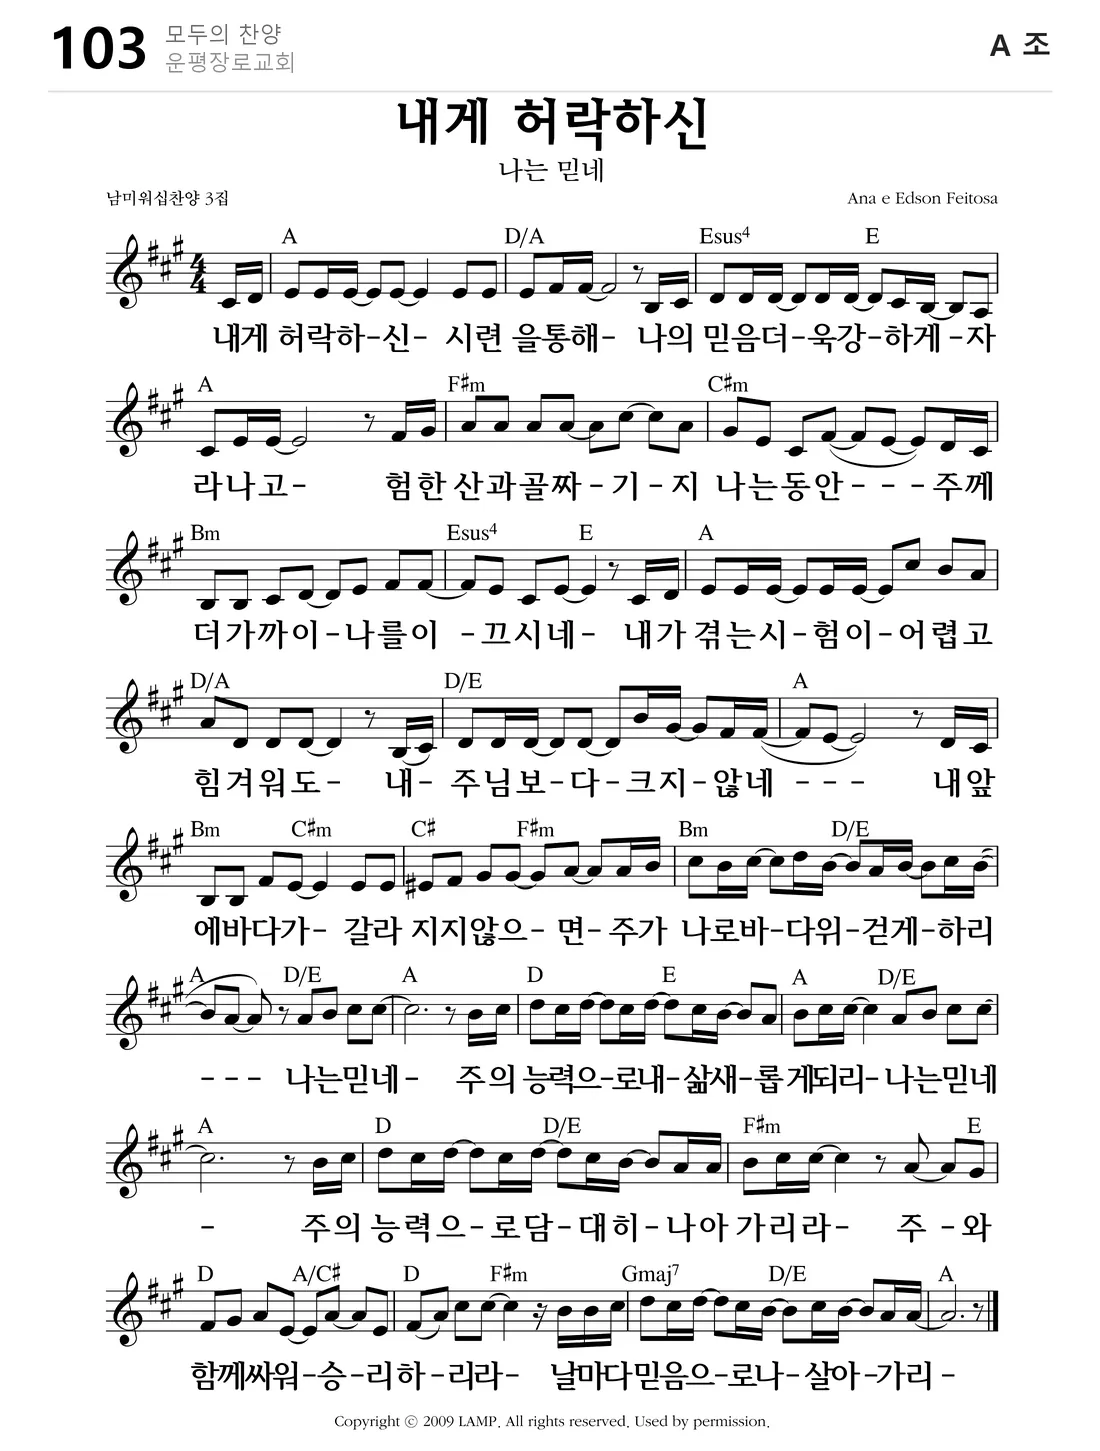 103 모두의 찬양
운평장로교회
A 조
내게 허락하신
나는 믿네
남미워십찬양 3집
Ana e Edson Feitosa
A D/A Esus4 E
4/4
내게 허락하-신- 시련 을통해- 나의 믿음더-욱강-하게-자
A F#m C#m
라나고- 험한 산과골짜-기-지 나는동안---주께
Bm Esus4 E A
더가까이-나를이 -끄시네- 내가 겪는시-험이-어렵고
D/A D/E A
힘겨워도- 내- 주님보-다-크지-않네 --- 내앞
Bm C#m C# F#m Bm D/E
에바다가- 갈라 지지않으-면-주가 나로바-다위-걷게-하리
A D/E A D E A D/E
--- 나는믿네- 주의 능력으-로내-삶새-롭게되리-나는믿네
A D D/E F#m E
- 주의 능력으-로담-대히-나아 가리라- 주-와
D A/C# D F#m Gmaj7 D/E A
함께싸워-승-리하-리라- 날마다믿음으-로나-살아-가리-
Copyright © 2009 LAMP. All rights reserved. Used by permission.